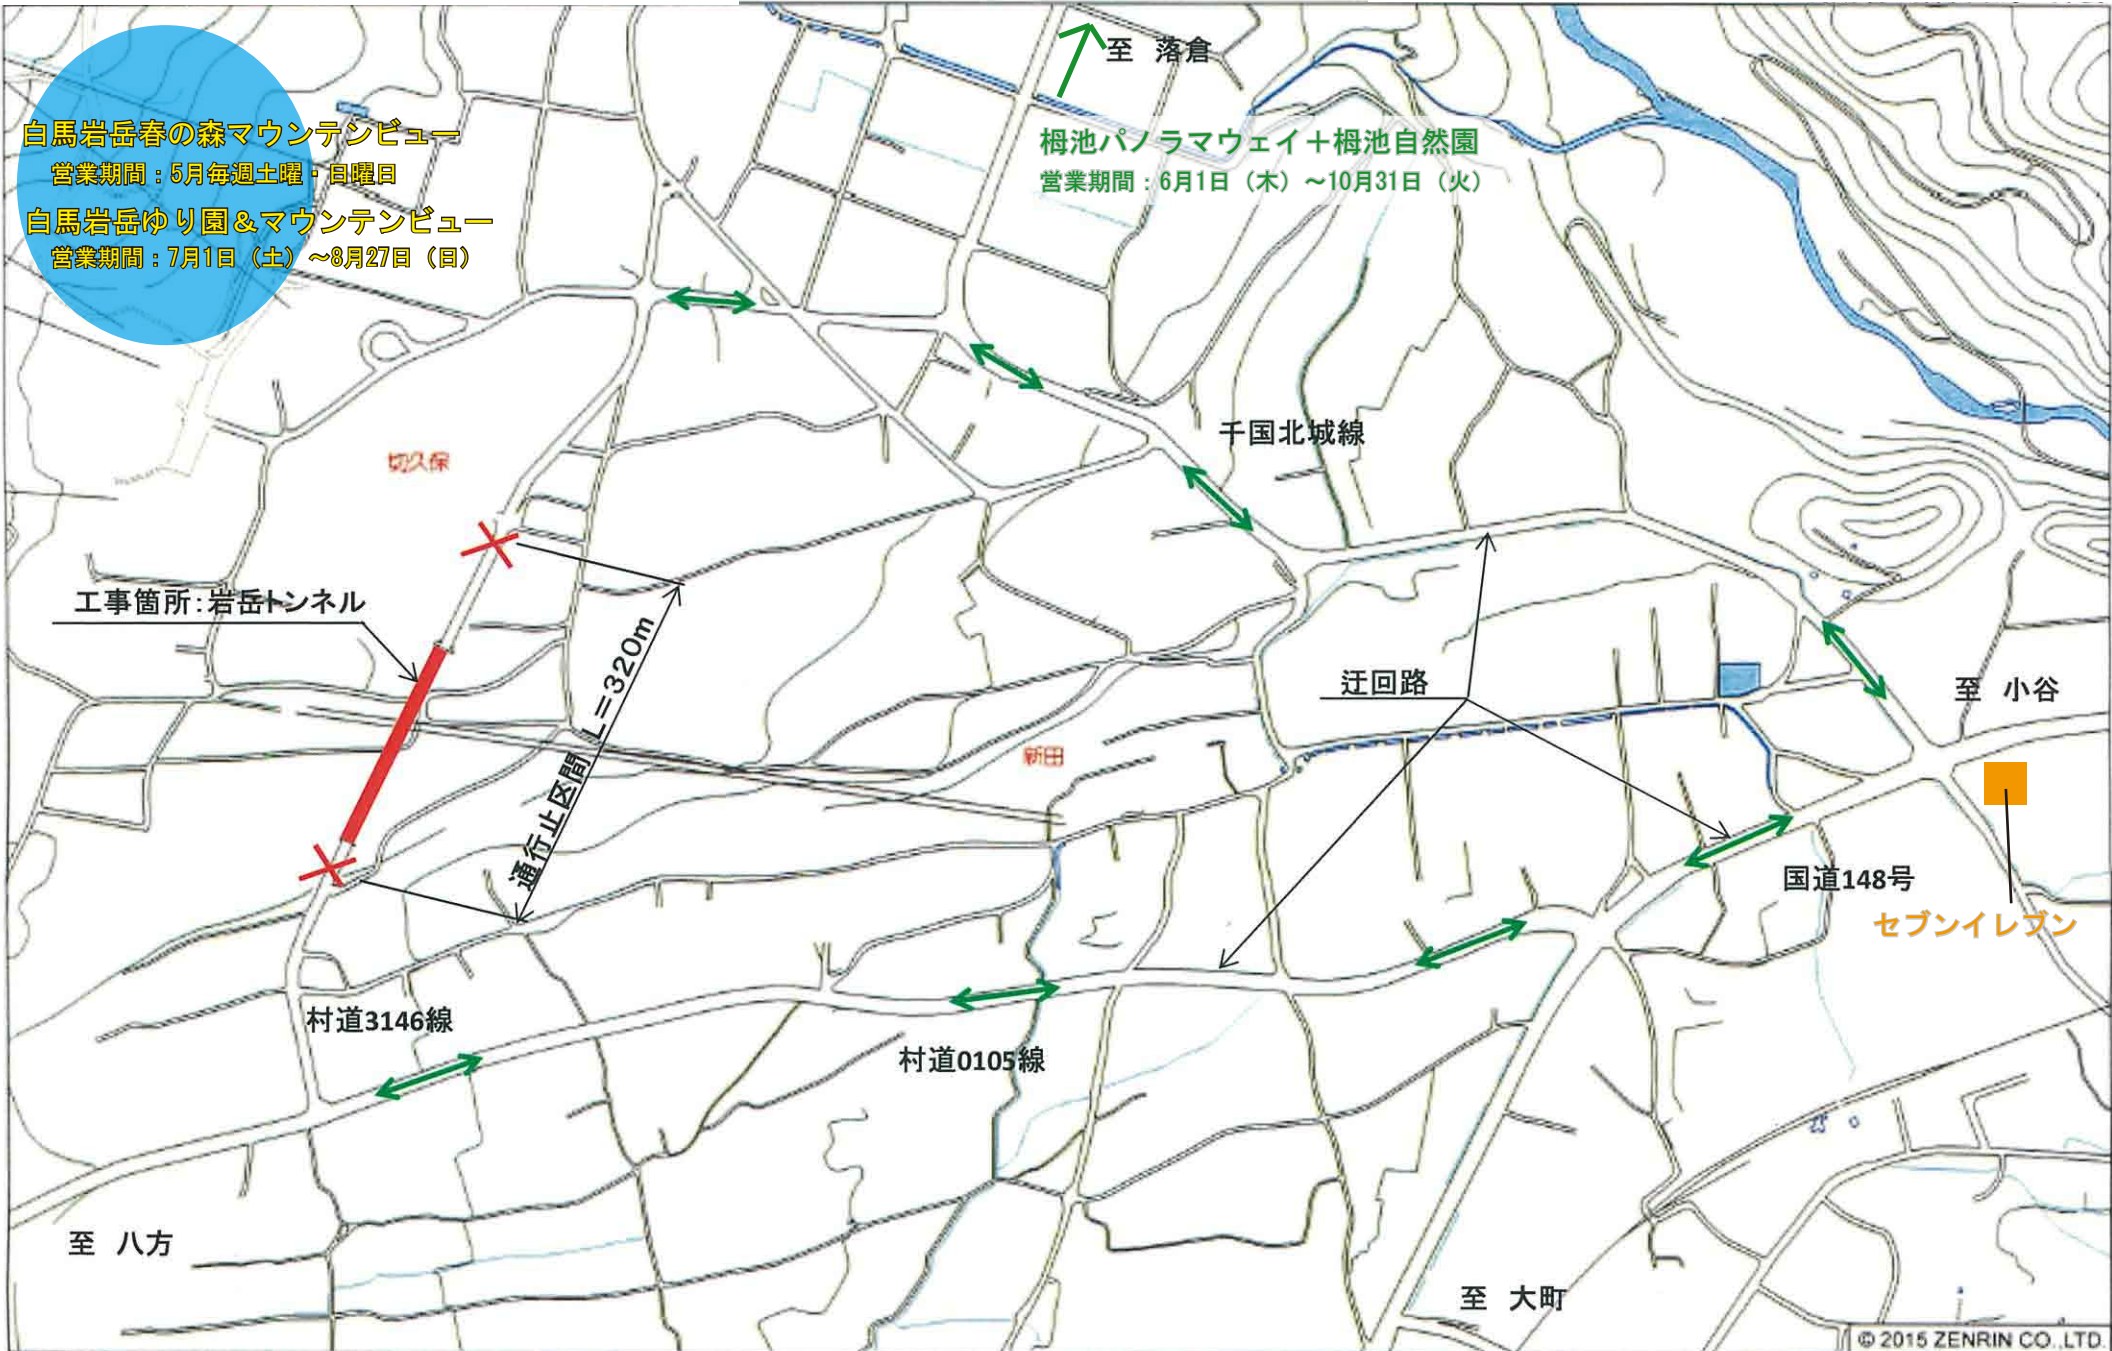 至 落倉
白馬岩岳春の森マウンテンビュー
営業期間：5月毎週土曜・日曜日
白馬岩岳ゆり園＆マウンテンビュー
営業期間：7月1日（土）～8月27日（日）
栂池パノラマウェイ＋栂池自然園
営業期間：6月1日（木）～10月31日（火）
千国北城線
切久保
工事箇所：岩岳トンネル
通行止区間 L＝320m
迂回路
至 小谷
新田
国道148号
セブンイレブン
村道3146線
村道0105線
至 八方
至 大町
© 2015 ZENRIN CO.,LTD.